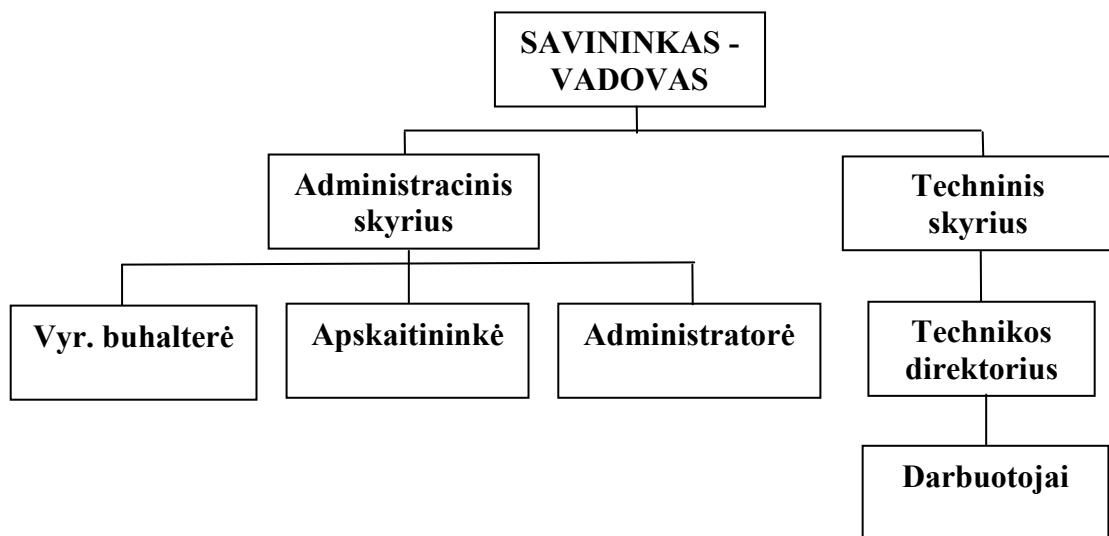 SAVININKAS -
VADOVAS
Administracinis
skyrius
Techninis
skyrius
Vyr. buhalterė
Apskaitininkė
Administratorė
Technikos
direktorius
Darbuotojai